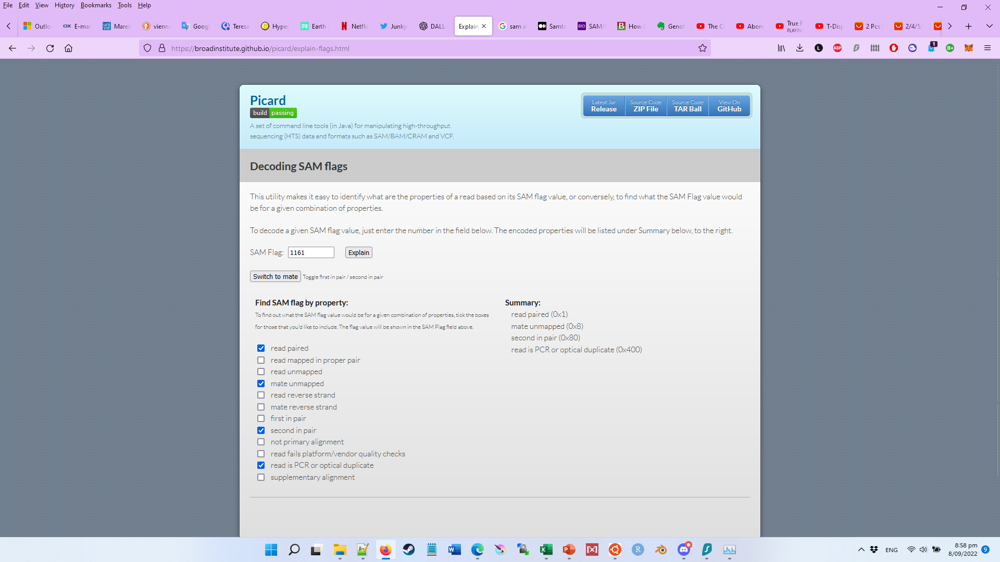 File Edit View History Bookmarks Tools Help
Outlo E-mai Marei vienn Googl Teresa Hyper Earth Netfli Junky DALL· Explain sam a Samto SAM/ How Genot The C Abon True F T-Disp 2 Pcs 2/4/5/
PLAYING
https://broadinstitute.github.io/picard/explain-flags.html
L ABP 1 B+
Picard
build passing
Latest Jar Source Code Source Code View On
Release ZIP File TAR Ball GitHub
A set of command line tools (in Java) for manipulating high-throughput
sequencing (HTS) data and formats such as SAM/BAM/CRAM and VCF.
Decoding SAM flags
This utility makes it easy to identify what are the properties of a read based on its SAM flag value, or conversely, to find what the SAM Flag value would
be for a given combination of properties.
To decode a given SAM flag value, just enter the number in the field below. The encoded properties will be listed under Summary below, to the right.
SAM Flag: 1161 Explain
Switch to mate Toggle first in pair / second in pair
Find SAM flag by property:
To find out what the SAM flag value would be for a given combination of properties, tick the boxes
for those that you'd like to include. The flag value will be shown in the SAM Flag field above.
read paired
read mapped in proper pair
read unmapped
mate unmapped
read reverse strand
mate reverse strand
first in pair
second in pair
not primary alignment
read fails platform/vendor quality checks
read is PCR or optical duplicate
supplementary alignment
Summary:
read paired (0x1)
mate unmapped (0x8)
second in pair (0x80)
read is PCR or optical duplicate (0x400)
ENG 8:58 pm 9
8/09/2022